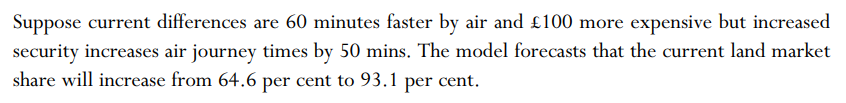 Suppose current differences are 60 minutes faster by air and £100 more expensive but increased
security increases air journey times by 50 mins. The model forecasts that the current land market
share will increase from 64.6 per cent to 93.1 per cent.